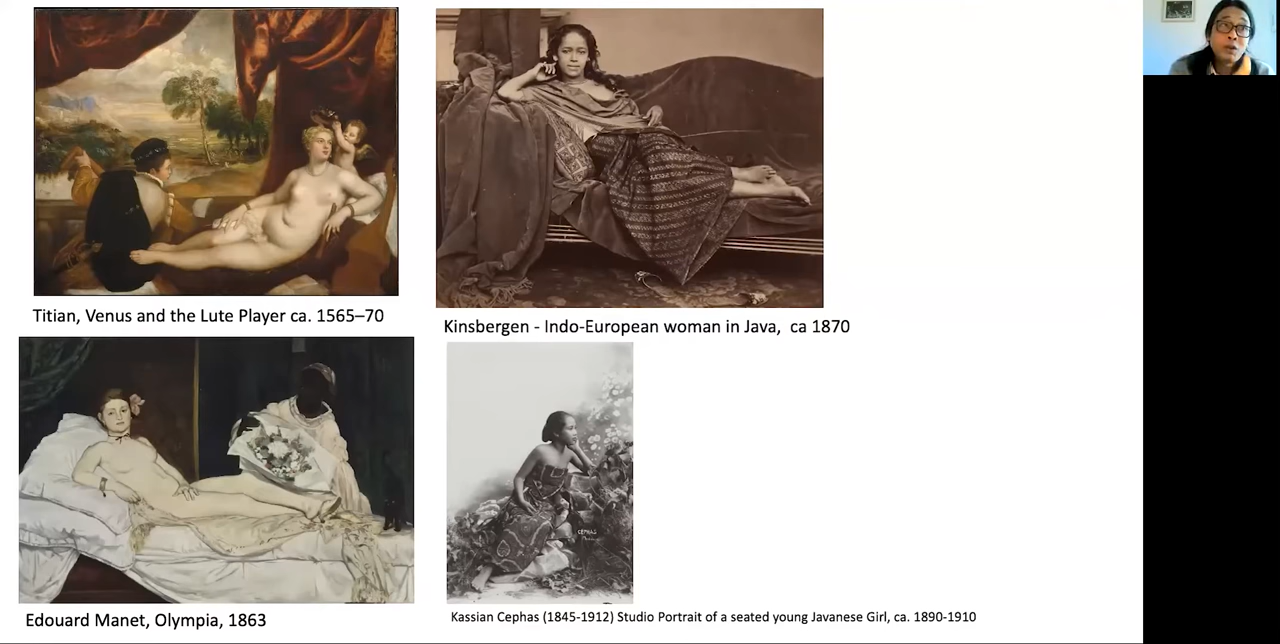 Titian, Venus and the Lute Player ca. 1565–70
Kinsbergen - Indo-European woman in Java, ca 1870
CEPHAS
Edouard Manet, Olympia, 1863
Kassian Cephas (1845-1912) Studio Portrait of a seated young Javanese Girl, ca. 1890-1910